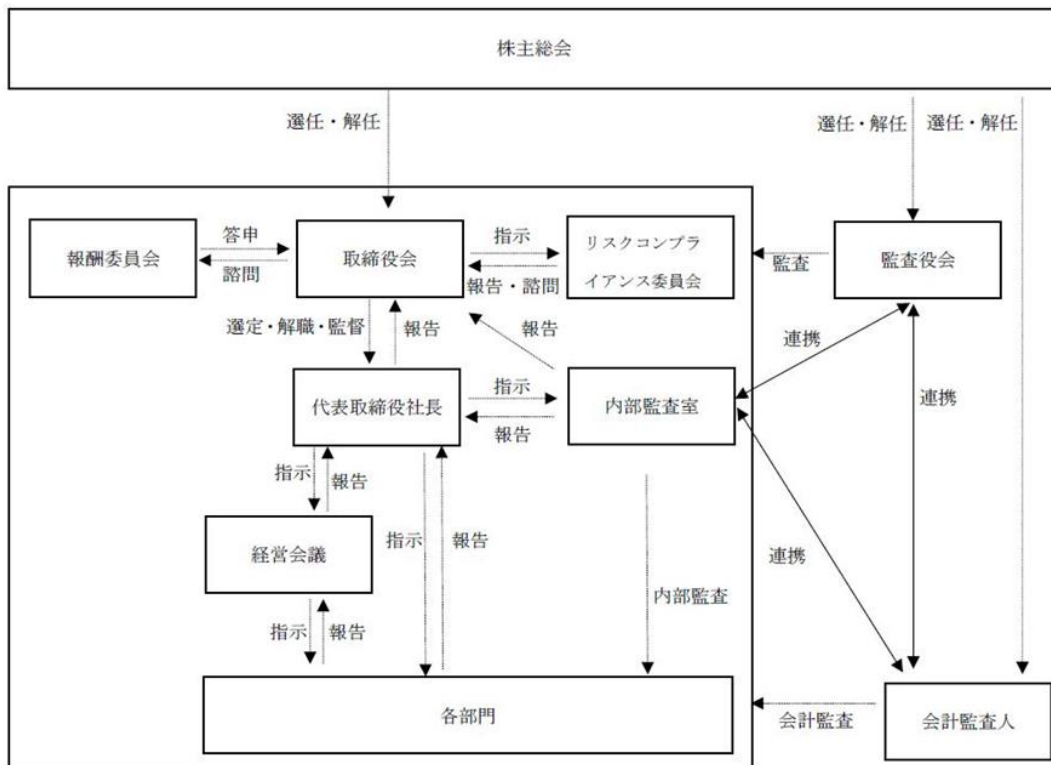 株主総会
選任・解任
選任・解任
選任・解任
報酬委員会
答申
諮問
取締役会
指示
報告・諮問
リスクコンプラ
イアンス委員会
監査
監査役会
選定・解職・監督
報告
報告
連携
代表取締役社長
指示
報告
内部監査室
連携
指示
報告
経営会議
指示
報告
連携
内部監査
指示
報告
各部門
会計監査
会計監査人